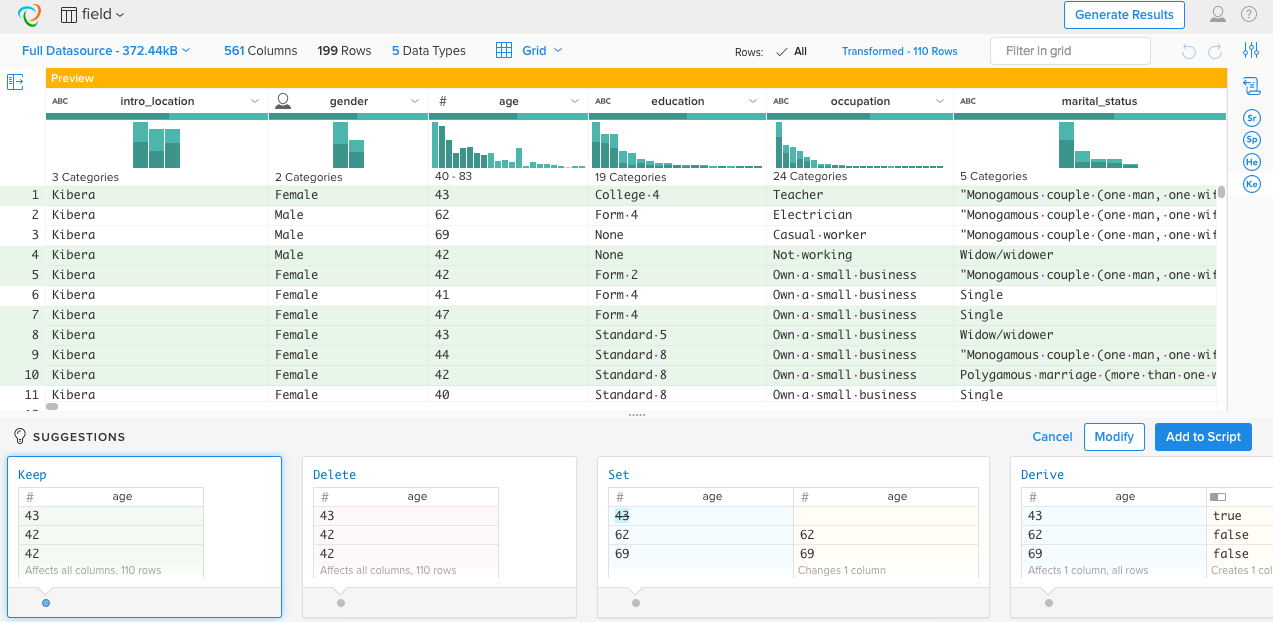 field
Generate Results
?
Full Datasource - 372.44kB
561 Columns 199 Rows 5 Data Types Grid
Rows: All Transformed - 110 Rows Filter in grid
Preview
ABC intro_location gender # age ABC education ABC occupation ABC marital_status
Sr
Sp
He
Ke
3 Categories 2 Categories 40 - 83 19 Categories 24 Categories 5 Categories
1 Kibera Female 43 College·4 Teacher "Monogamous·couple·(one·man,·one·wif
2 Kibera Male 62 Form·4 Electrician "Monogamous·couple·(one·man,·one·wif
3 Kibera Male 69 None Casual·worker "Monogamous·couple·(one·man,·one·wif
4 Kibera Male 42 None Not·working Widow/widower
5 Kibera Female 42 Form·2 Own·a·small·business "Monogamous·couple·(one·man,·one·wif
6 Kibera Female 41 Form·4 Own·a·small·business Single
7 Kibera Female 47 Form·4 Own·a·small·business Single
8 Kibera Female 43 Standard·5 Own·a·small·business Widow/widower
9 Kibera Female 44 Standard·8 Own·a·small·business "Monogamous·couple·(one·man,·one·wif
10 Kibera Female 42 Standard·8 Own·a·small·business Polygamous·marriage·(more·than·one·w
11 Kibera Female 40 Standard·8 Own·a·small·business Single
SUGGESTIONS
Cancel Modify Add to Script
Keep
# age
43
42
42
Affects all columns, 110 rows
Delete
# age
43
42
42
Affects all columns, 110 rows
Set
# age # age
43
62 62
69 69
Changes 1 column
Derive
# age
43 true
62 false
69 false
Affects 1 column, all rows Creates 1 col